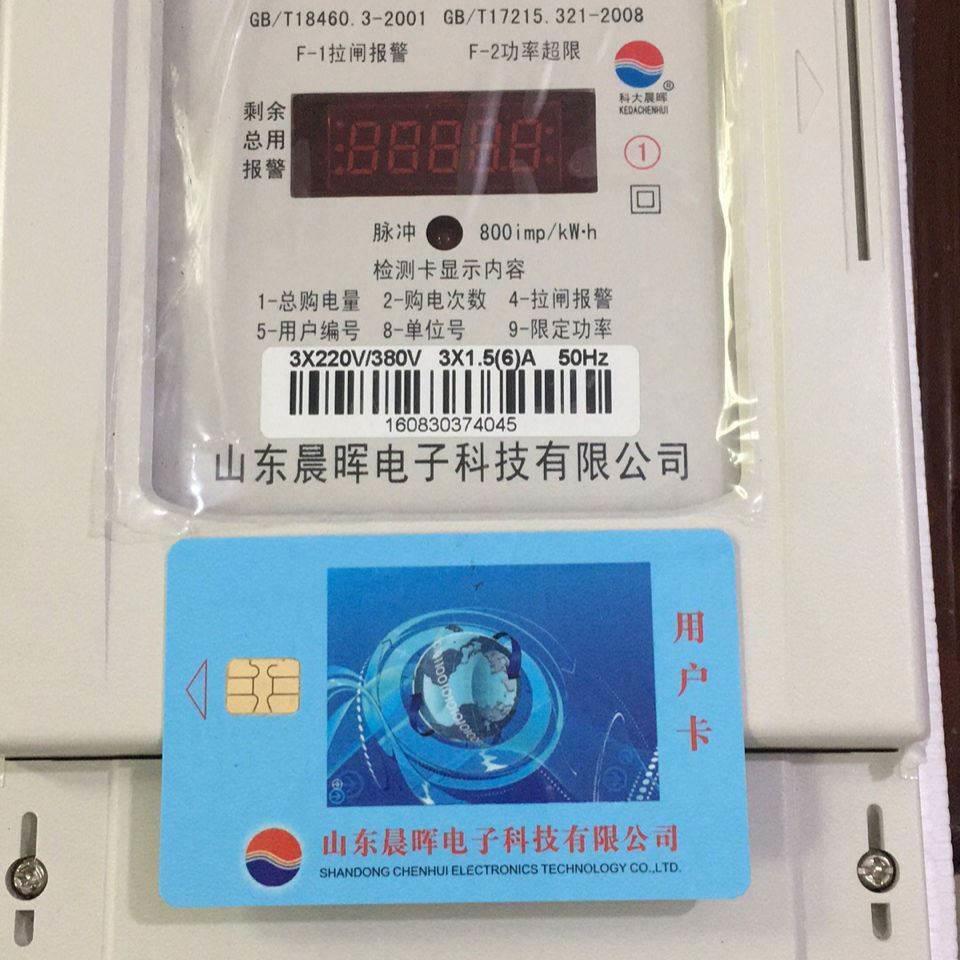 GB/T18460.3-2001 GB/T17215.321-2008
F-1拉闸报警 F-2功率超限
科大晨晖®
KEDACHENHUI
剩余
总用
报警
1
脉冲 800imp/kW·h
检测卡显示内容
1-总购电量 2-购电次数 4-拉闸报警
5-用户编号 8-单位号 9-限定功率
3X220V/380V 3X1.5(6)A 50Hz
160830374045
山东晨晖电子科技有限公司
用户卡
山东晨晖电子科技有限公司
SHANDONG CHENHUI ELECTRONICS TECHNOLOGY CO.,LTD.